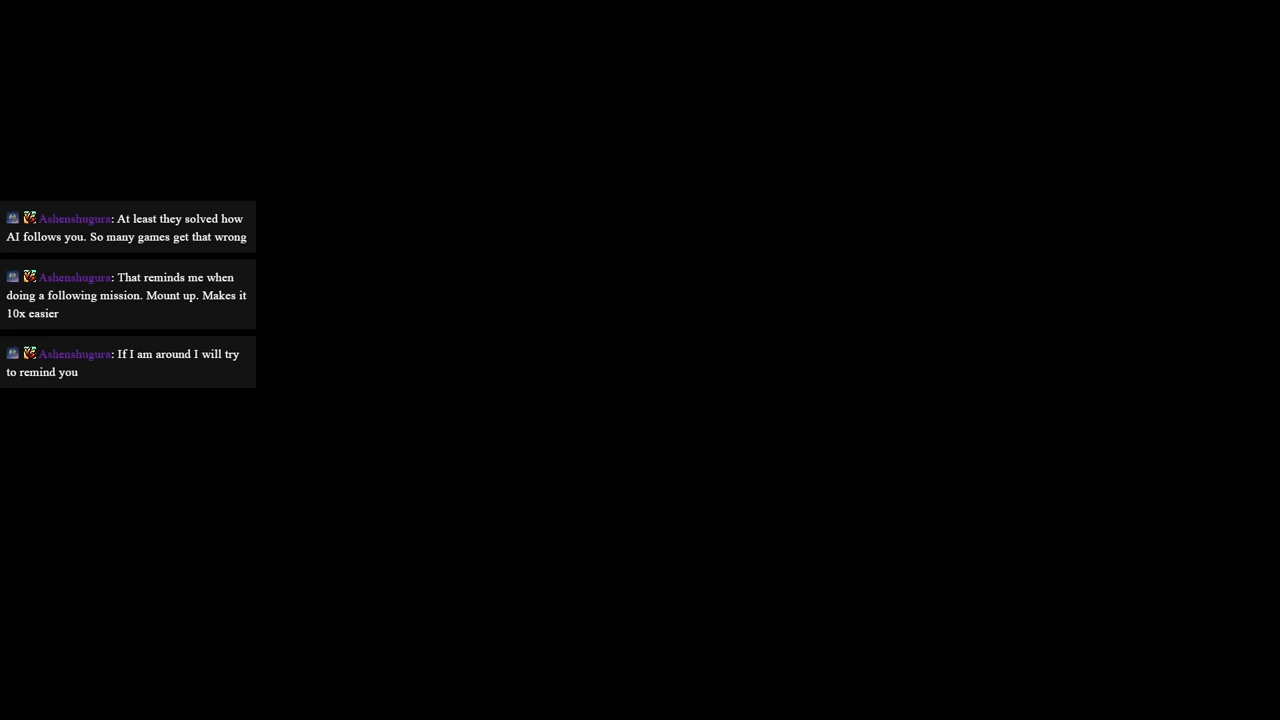 Ashenshugura: At least they solved how
AI follows you. So many games get that wrong
Ashenshugura: That reminds me when
doing a following mission. Mount up. Makes it
10x easier
Ashenshugura: If I am around I will try
to remind you